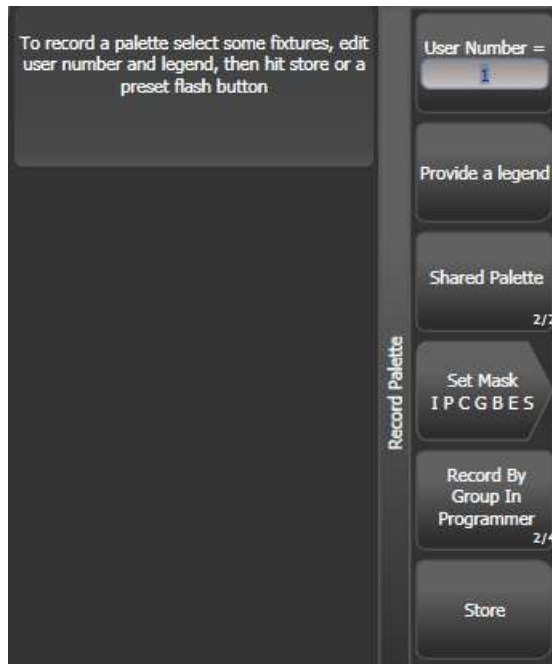 To record a palette select some fixtures, edit
user number and legend, then hit store or a
preset flash button
User Number =
1
Provide a legend
Shared Palette
2/2
Record Palette
Set Mask
I P C G B E S
Record By
Group In
Programmer
2/4
Store